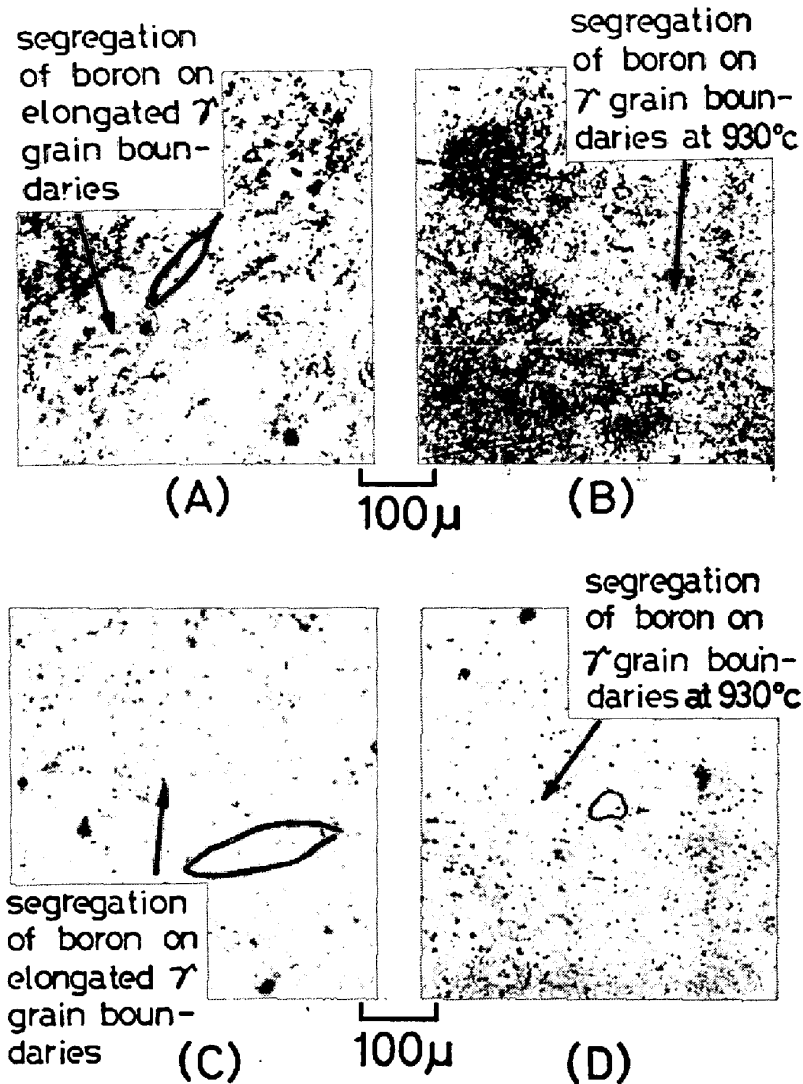 segregation
of boron on
elongated γ
grain boun-
daries
segregation
of boron on
γ grain boun-
daries at 930°c
(A)
100μ
(B)
segregation
of boron on
γ grain boun-
daries at 930°c
segregation
of boron on
elongated γ
grain boun-
daries
(C)
100μ
(D)